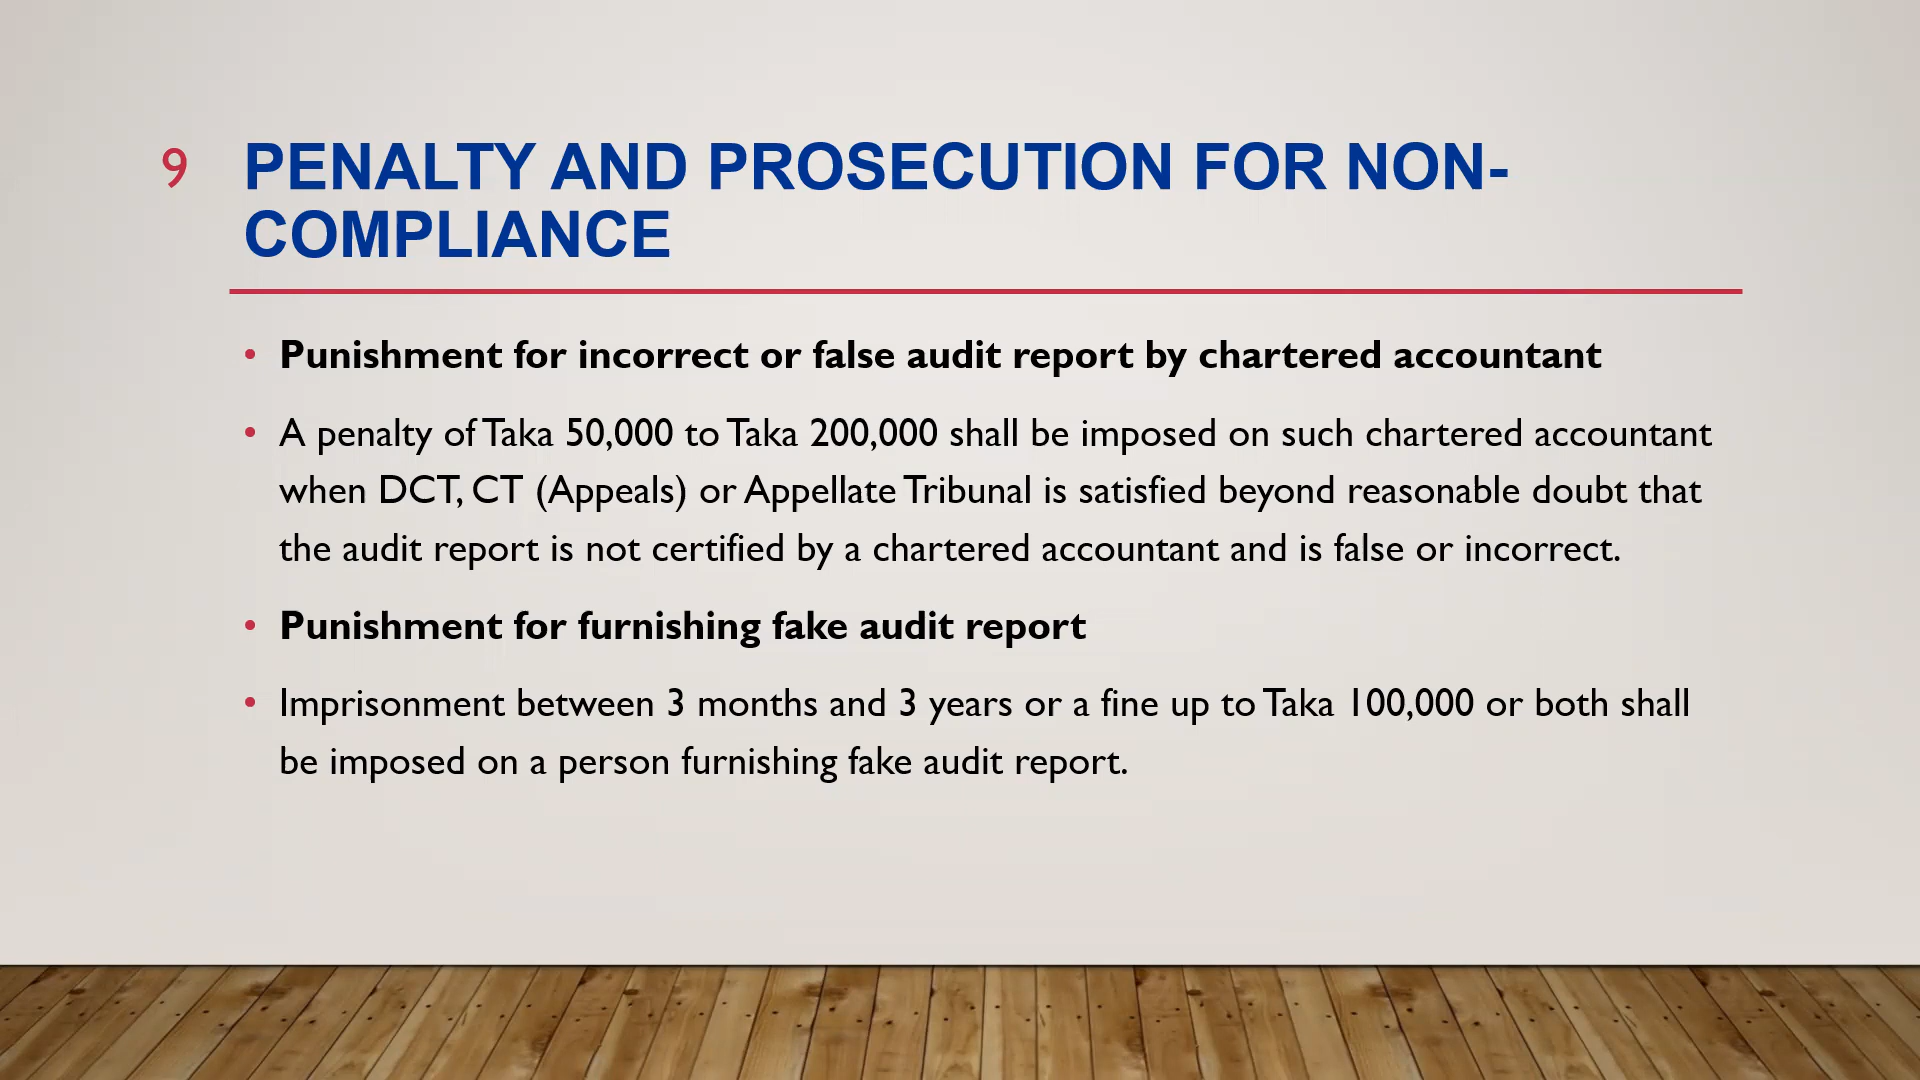 9
PENALTY AND PROSECUTION FOR NON-
COMPLIANCE
• Punishment for incorrect or false audit report by chartered accountant
• A penalty of Taka 50,000 to Taka 200,000 shall be imposed on such chartered accountant
when DCT, CT (Appeals) or Appellate Tribunal is satisfied beyond reasonable doubt that
the audit report is not certified by a chartered accountant and is false or incorrect.
• Punishment for furnishing fake audit report
• Imprisonment between 3 months and 3 years or a fine up to Taka 100,000 or both shall
be imposed on a person furnishing fake audit report.